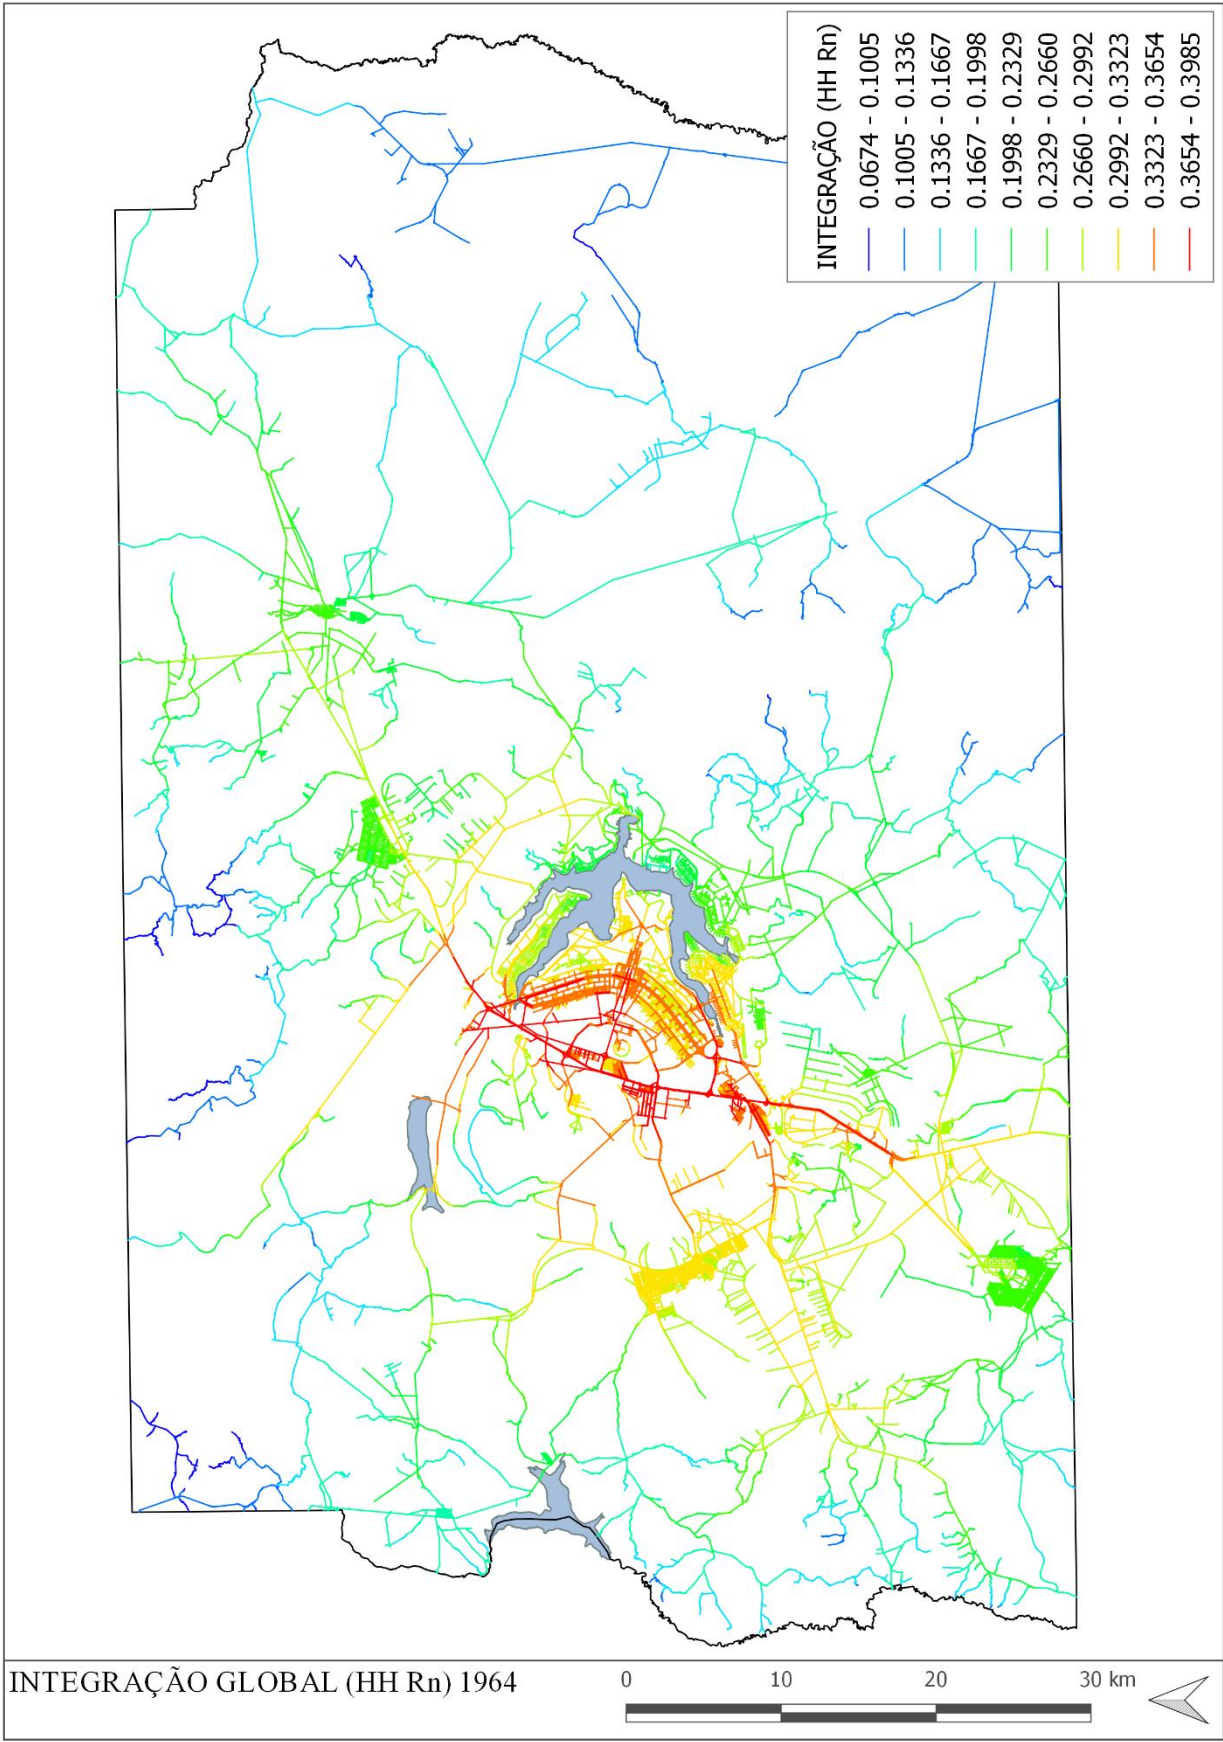 INTEGRAÇÃO (HH Rn)
0.0674 - 0.1005
0.1005 - 0.1336
0.1336 - 0.1667
0.1667 - 0.1998
0.1998 - 0.2329
0.2329 - 0.2660
0.2660 - 0.2992
0.2992 - 0.3323
0.3323 - 0.3654
0.3654 - 0.3985
INTEGRAÇÃO GLOBAL (HH Rn) 1964
0 10 20 30 km